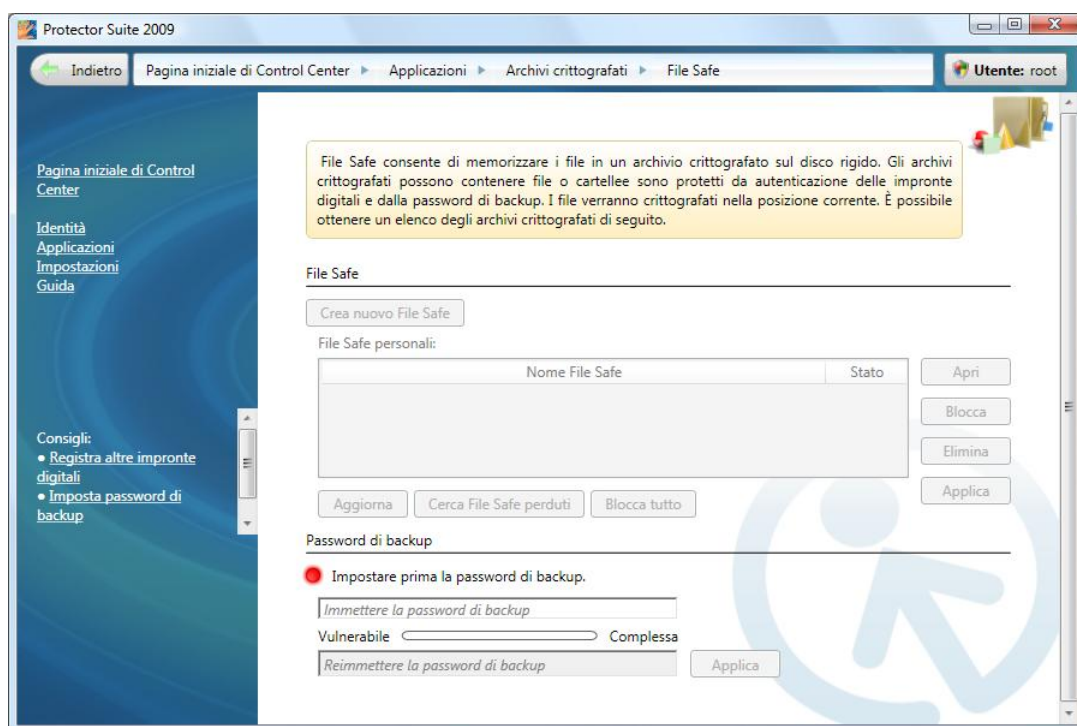 Protector Suite 2009
Indietro
Pagina iniziale di Control Center
Applicazioni
Archivi crittografati
File Safe
Utente: root
Pagina iniziale di Control
Center
Identità
Applicazioni
Impostazioni
Guida
Consigli:
● Registra altre impronte
digitali
● Imposta password di
backup
File Safe consente di memorizzare i file in un archivio crittografato sul disco rigido. Gli archivi
crittografati possono contenere file o cartellee sono protetti da autenticazione delle impronte
digitali e dalla password di backup. I file verranno crittografati nella posizione corrente. È possibile
ottenere un elenco degli archivi crittografati di seguito.
File Safe
Crea nuovo File Safe
File Safe personali:
Nome File Safe
Stato
Apri
Blocca
Elimina
Applica
Aggiorna
Cerca File Safe perduti
Blocca tutto
Password di backup
Impostare prima la password di backup.
Immettere la password di backup
Vulnerabile
Complessa
Reimmettere la password di backup
Applica